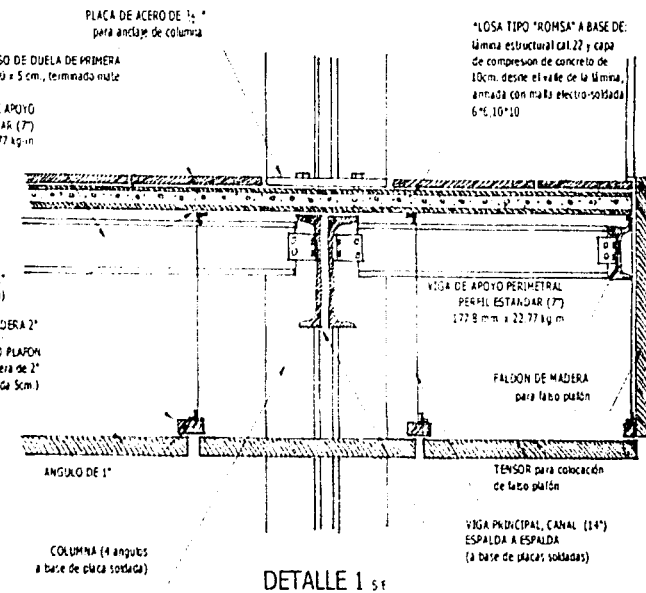 PLACA DE ACERO DE
para anclaje de columna
SO DE DUELA DE PRIMERA
x 5 cm., terminado mate
APOYO
AR (7")
77 kg-m
"LOSA TIPO "ROMSA" A BASE DE:
lámina estructural cal.22 y capa
de compresion de concreto de
10cm. desde el valle de la lámina,
armada con malla electro-soldada
6*6,10*10
VIGA DE APOYO PERIMETRAL
PERFIL ESTANDAR (7")
177.8 mm x 22.77 kg-m
DERA 2"
PLAFON
era de 2"
da 5cm.)
FALDON DE MADERA
para falso plafón
ANGULO DE 1"
TENSOR para colocación
de falso plafón
VIGA PRINCIPAL, CANAL (14")
ESPALDA A ESPALDA
(a base de placas soldadas)
COLUMNA (4 angulos
a base de placa soldada)
DETALLE 1 S E